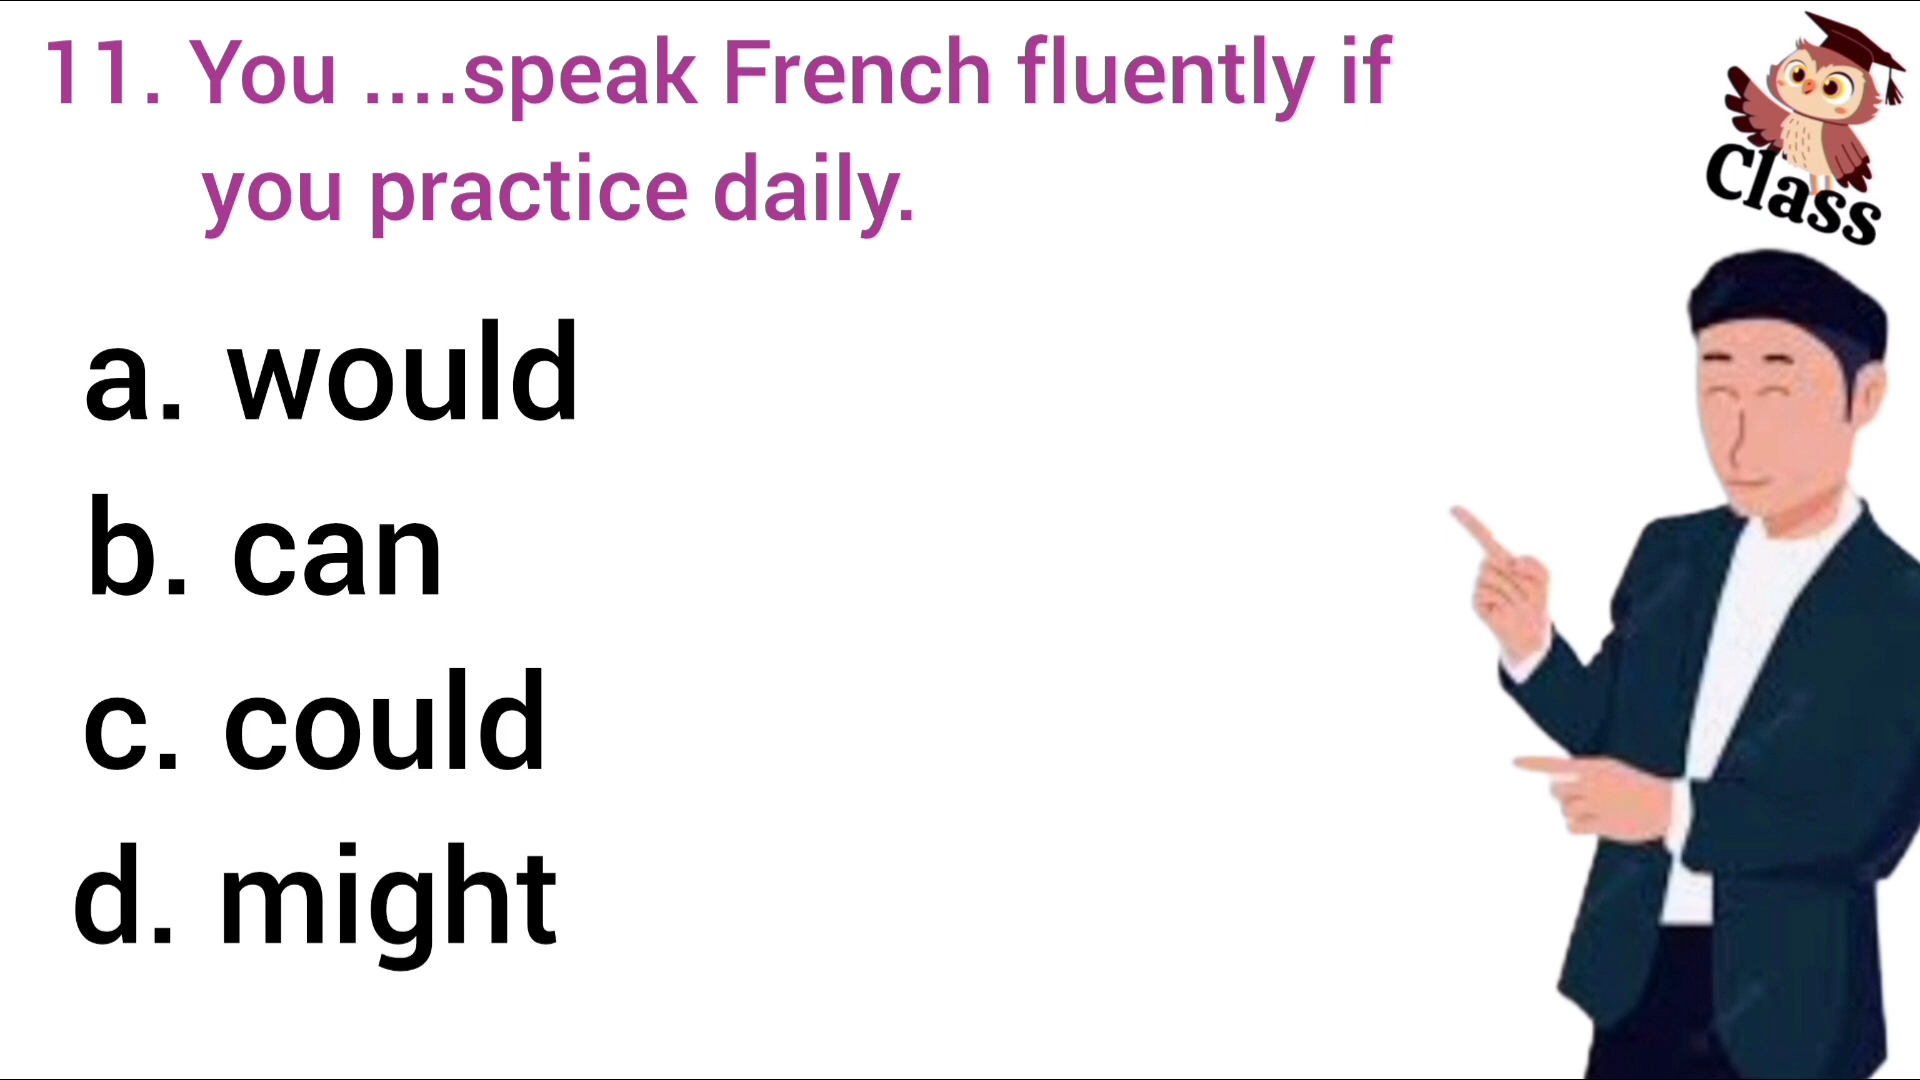 11. You ....speak French fluently if
you practice daily.
Class
a. would
b. can
c. could
d. might